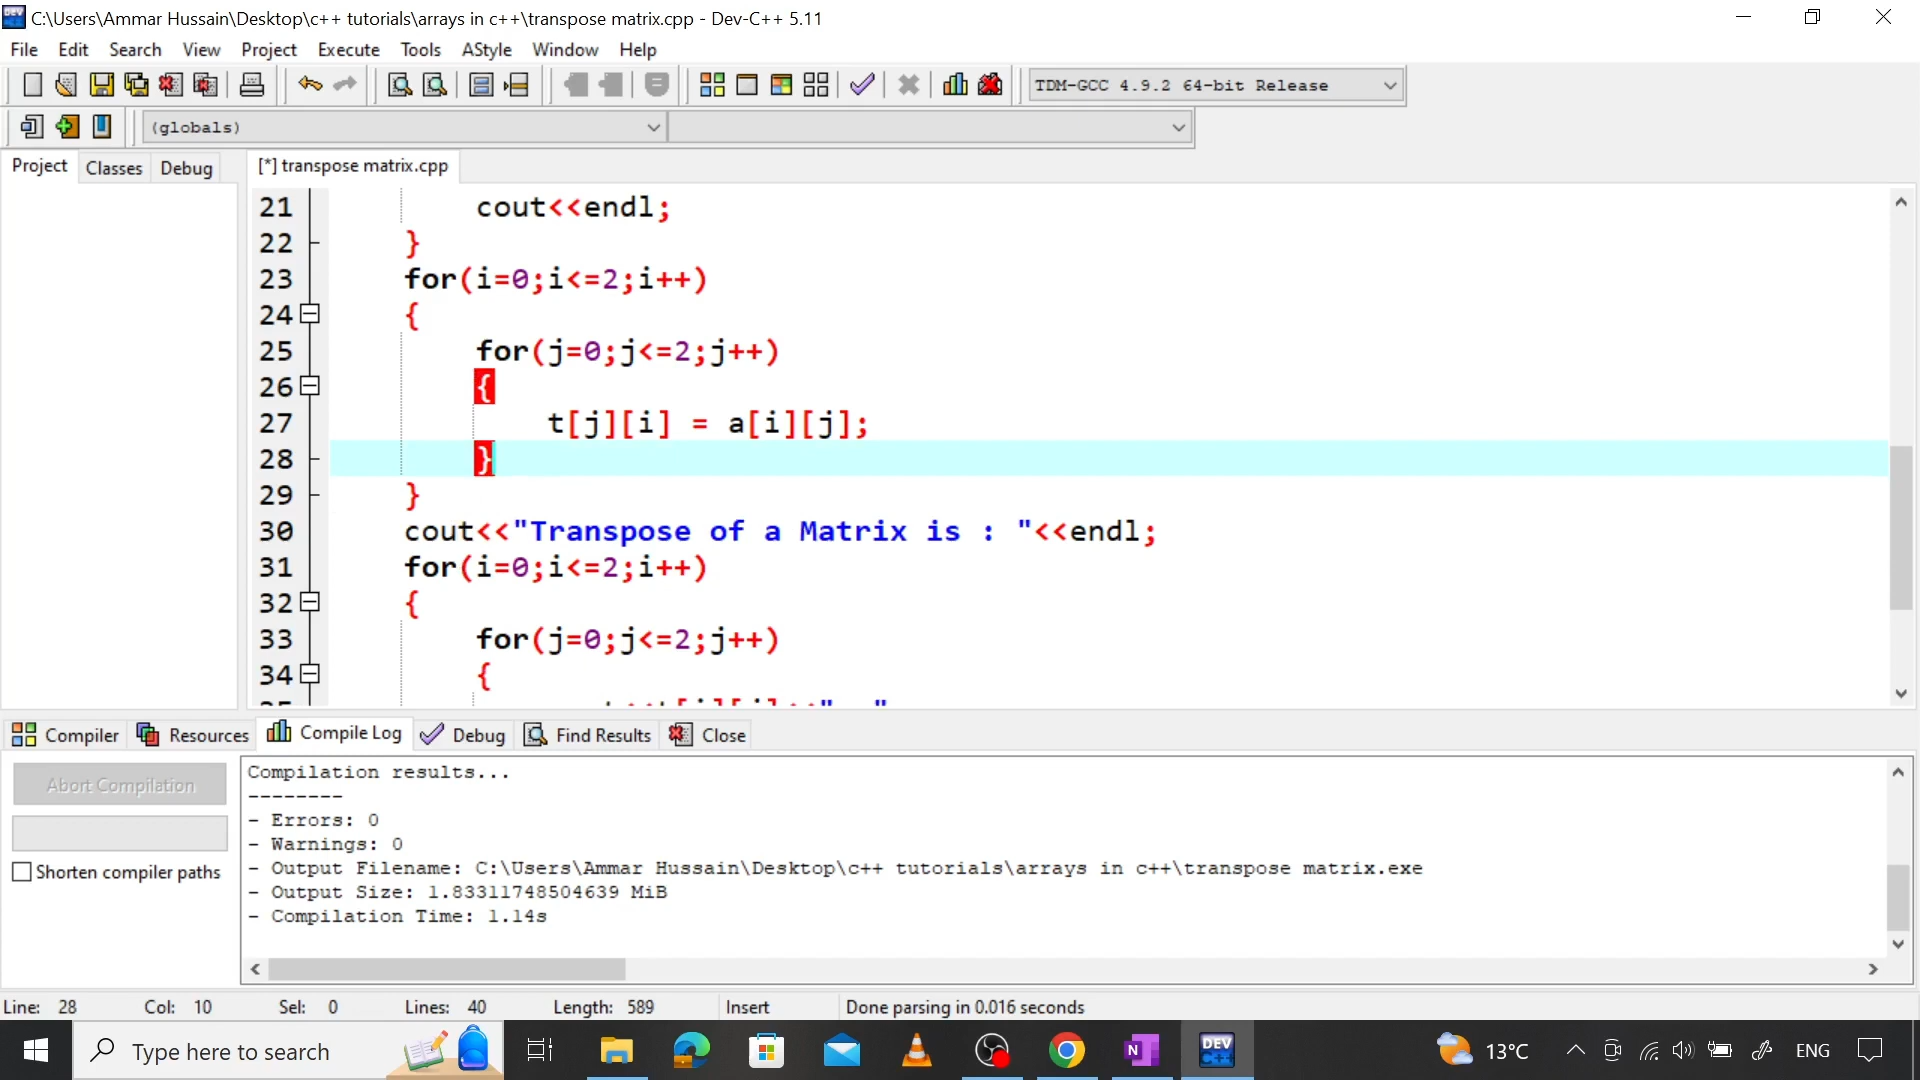 C:\Users\Ammar Hussain\Desktop\c++ tutorials\arrays in c++\transpose matrix.cpp - Dev-C++ 5.11
File Edit Search View Project Execute Tools AStyle Window Help
TDM-GCC 4.9.2 64-bit Release
(globals)
Project Classes Debug [*] transpose matrix.cpp
21 cout<<endl;
22 }
23 for(i=0;i<=2;i++)
24 {
25 for(j=0;j<=2;j++)
26 {
27 t[j][i] = a[i][j];
28 }
29 }
30 cout<<"Transpose of a Matrix is : "<<endl;
31 for(i=0;i<=2;i++)
32 {
33 for(j=0;j<=2;j++)
34 {
Compiler Resources Compile Log Debug Find Results Close
Abort Compilation
Shorten compiler paths
Compilation results...
--------
- Errors: 0
- Warnings: 0
- Output Filename: C:\Users\Ammar Hussain\Desktop\c++ tutorials\arrays in c++\transpose matrix.exe
- Output Size: 1.83311748504639 MiB
- Compilation Time: 1.14s
Line: 28 Col: 10 Sel: 0 Lines: 40 Length: 589 Insert Done parsing in 0.016 seconds
Type here to search
N
DEV
C++
13°C
ENG